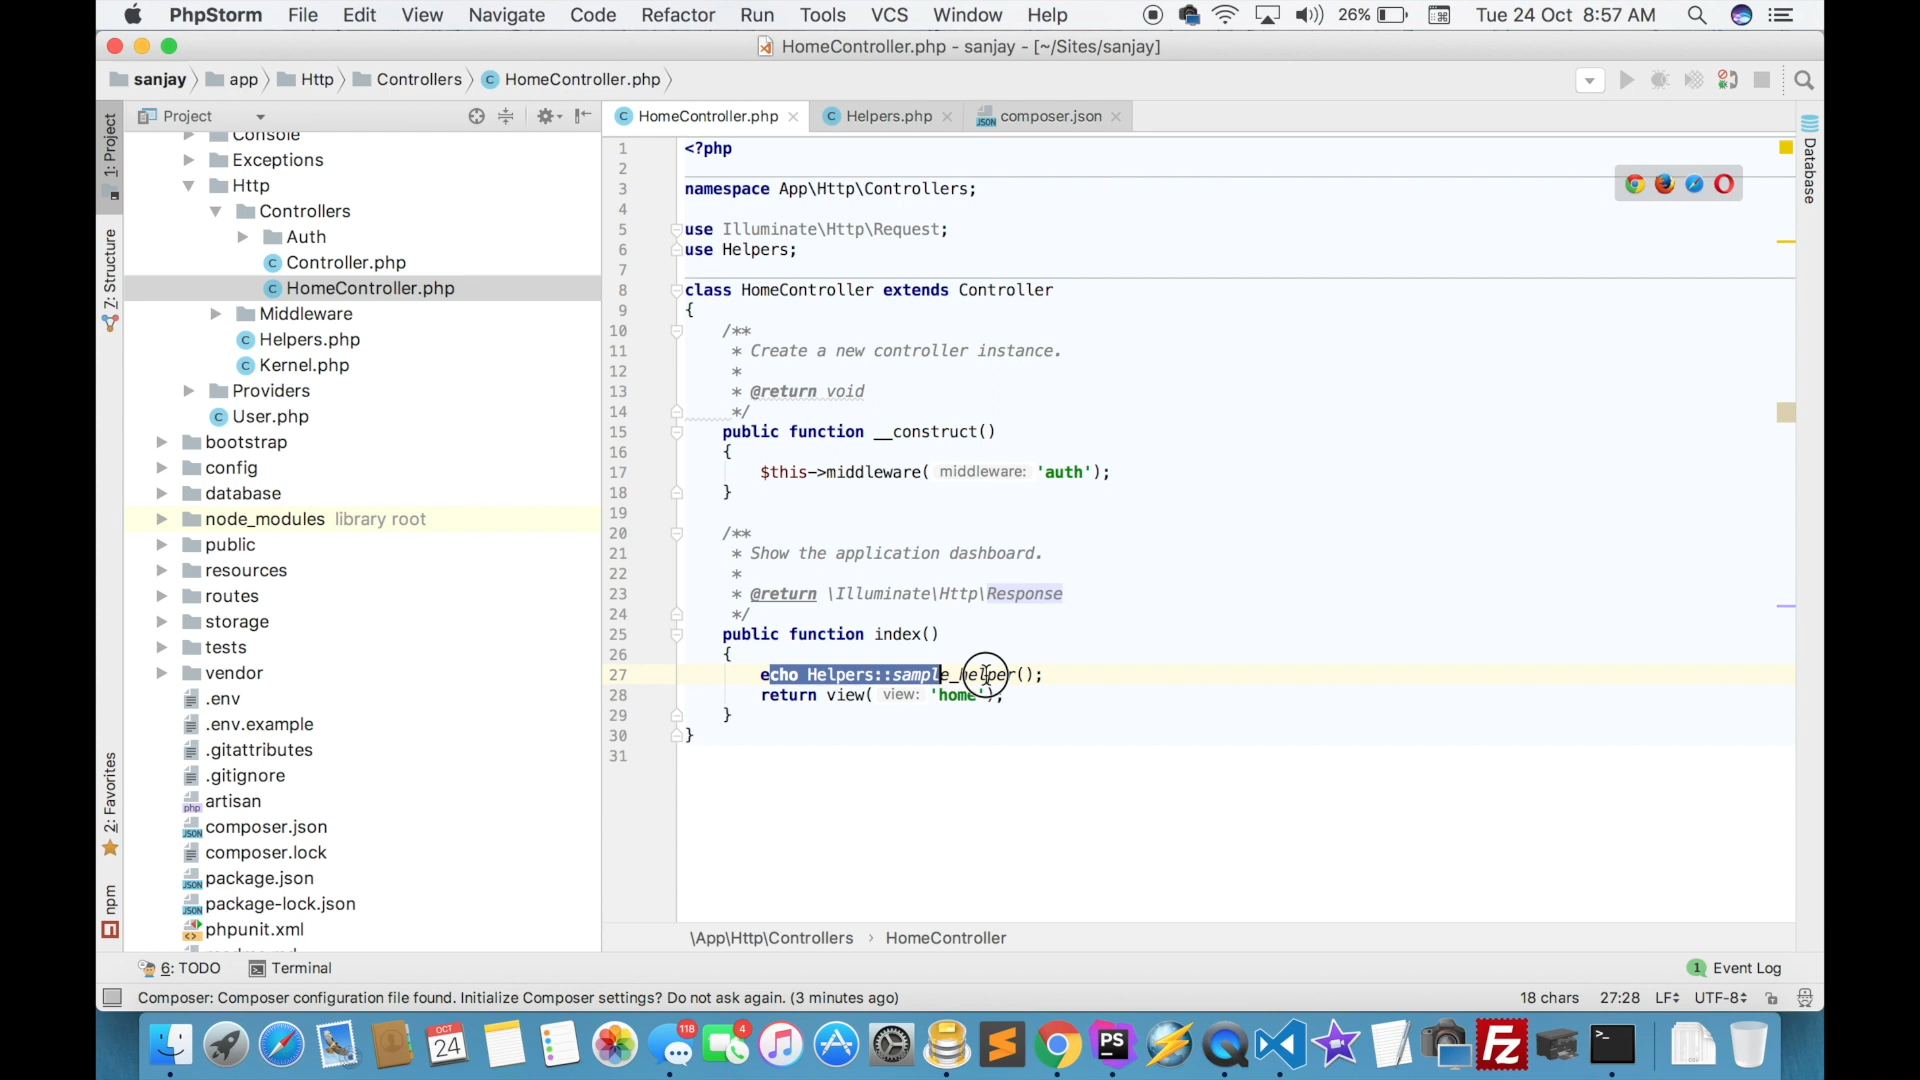 PhpStorm File Edit View Navigate Code Refactor Run Tools VCS Window Help 26% Tue 24 Oct 8:57 AM
HomeController.php - sanjay - [~/Sites/sanjay]
sanjay app Http Controllers HomeController.php
Project
HomeController.php Helpers.php composer.json
1: Project
Z: Structure
2: Favorites
npm
Database
Console
Exceptions
Http
Controllers
Auth
Controller.php
HomeController.php
Middleware
Helpers.php
Kernel.php
Providers
User.php
bootstrap
config
database
node_modules library root
public
resources
routes
storage
tests
vendor
.env
.env.example
.gitattributes
.gitignore
artisan
composer.json
composer.lock
package.json
package-lock.json
phpunit.xml
1 <?php
2
3 namespace App\Http\Controllers;
4
5 use Illuminate\Http\Request;
6 use Helpers;
7
8 class HomeController extends Controller
9 {
10 /**
11 * Create a new controller instance.
12 *
13 * @return void
14 */
15 public function __construct()
16 {
17 $this->middleware( middleware: 'auth');
18 }
19
20 /**
21 * Show the application dashboard.
22 *
23 * @return \Illuminate\Http\Response
24 */
25 public function index()
26 {
27 echo Helpers::sample_helper();
28 return view( view: 'home');
29 }
30 }
31
\App\Http\Controllers › HomeController
6: TODO Terminal 1 Event Log
Composer: Composer configuration file found. Initialize Composer settings? Do not ask again. (3 minutes ago) 18 chars 27:28 LF UTF-8
OCT
24
118
4
PS
FZ